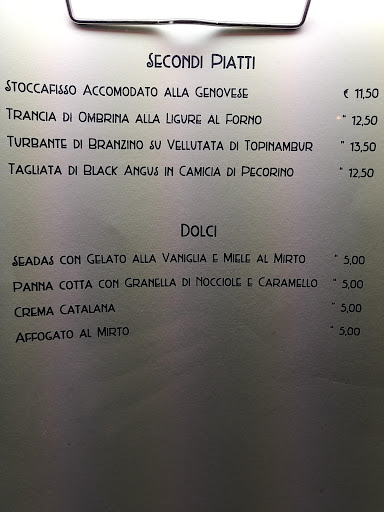 Secondi Piatti
Stoccafisso Accomodato alla Genovese € 11,50
Trancia di Ombrina alla Ligure al Forno " 12,50
Turbante di Branzino su Vellutata di Topinambur " 13,50
Tagliata di Black Angus in Camicia di Pecorino " 12,50
Dolci
Seadas con Gelato alla Vaniglia e Miele al Mirto " 5,00
Panna cotta con Granella di Nocciole e Caramello " 5,00
Crema Catalana " 5,00
Affogato al Mirto " 5,00